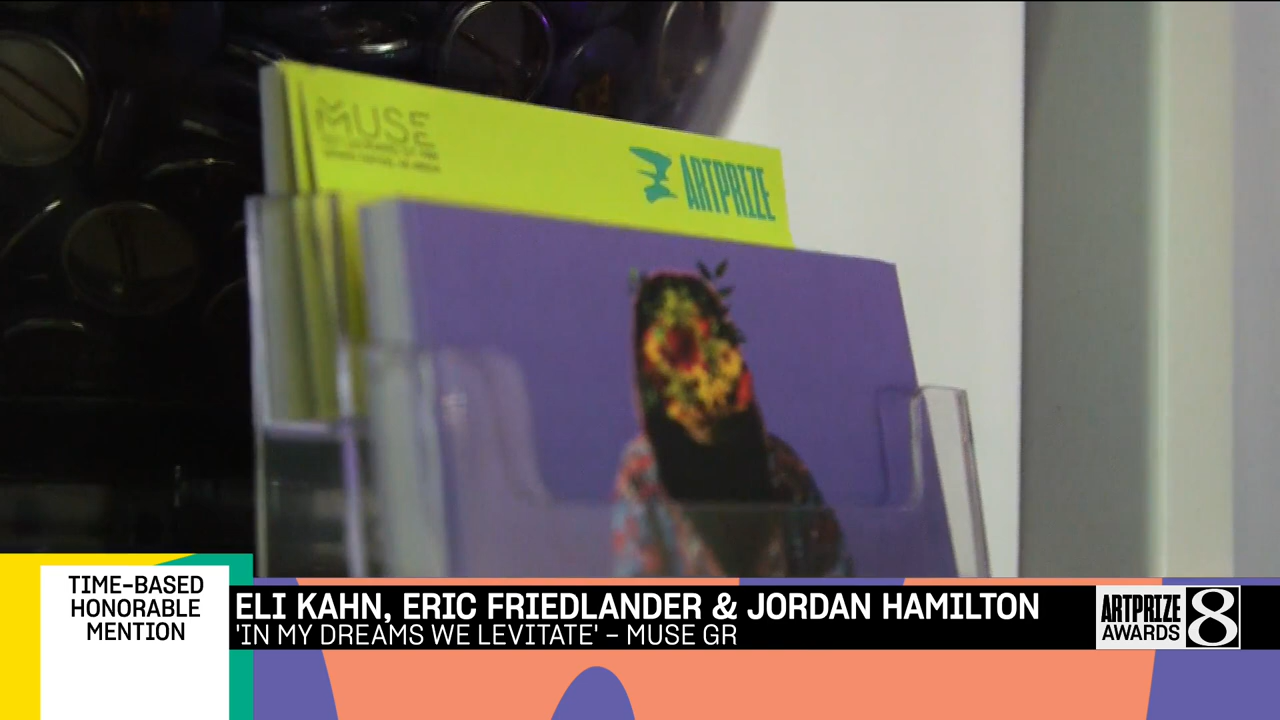 MUSE
ARTPRIZE
TIME-BASED
HONORABLE
MENTION
ELI KAHN, ERIC FRIEDLANDER & JORDAN HAMILTON
'IN MY DREAMS WE LEVITATE' – MUSE GR
ARTPRIZE
AWARDS
8